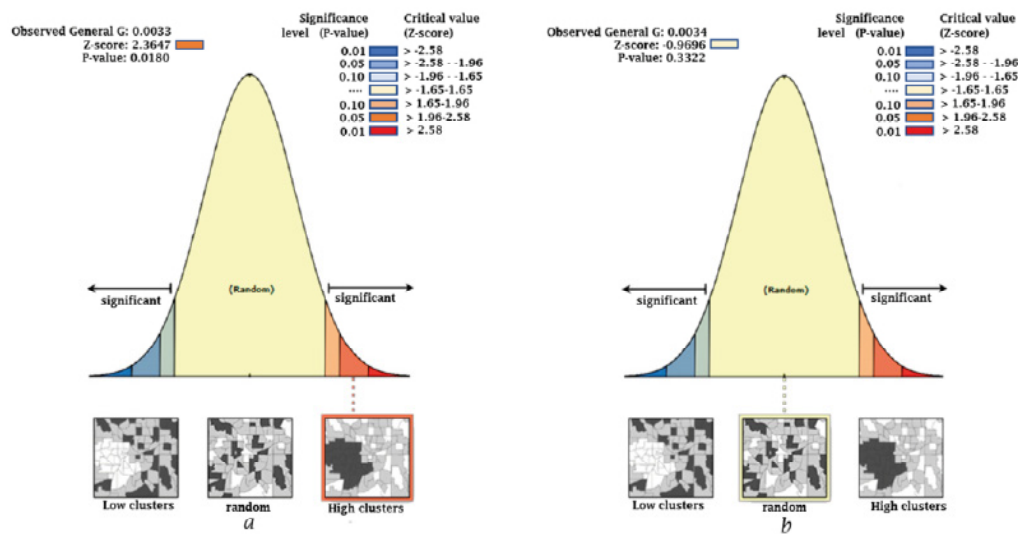 Observed General G: 0.0033
Z-score: 2.3647
P-value: 0.0180
Significance level (P-value) Critical value (Z-score)
0.01 > -2.58
0.05 > -2.58 - -1.96
0.10 > -1.96 - -1.65
.... > -1.65-1.65
0.10 > 1.65-1.96
0.05 > 1.96-2.58
0.01 > 2.58
(Random)
significant
significant
Low clusters
random
High clusters
a
Observed General G: 0.0034
Z-score: -0.9696
P-value: 0.3322
Significance level (P-value) Critical value (Z-score)
0.01 > -2.58
0.05 > -2.58 - -1.96
0.10 > -1.96 - -1.65
.... > -1.65-1.65
0.10 > 1.65-1.96
0.05 > 1.96-2.58
0.01 > 2.58
(Random)
significant
significant
Low clusters
random
High clusters
b